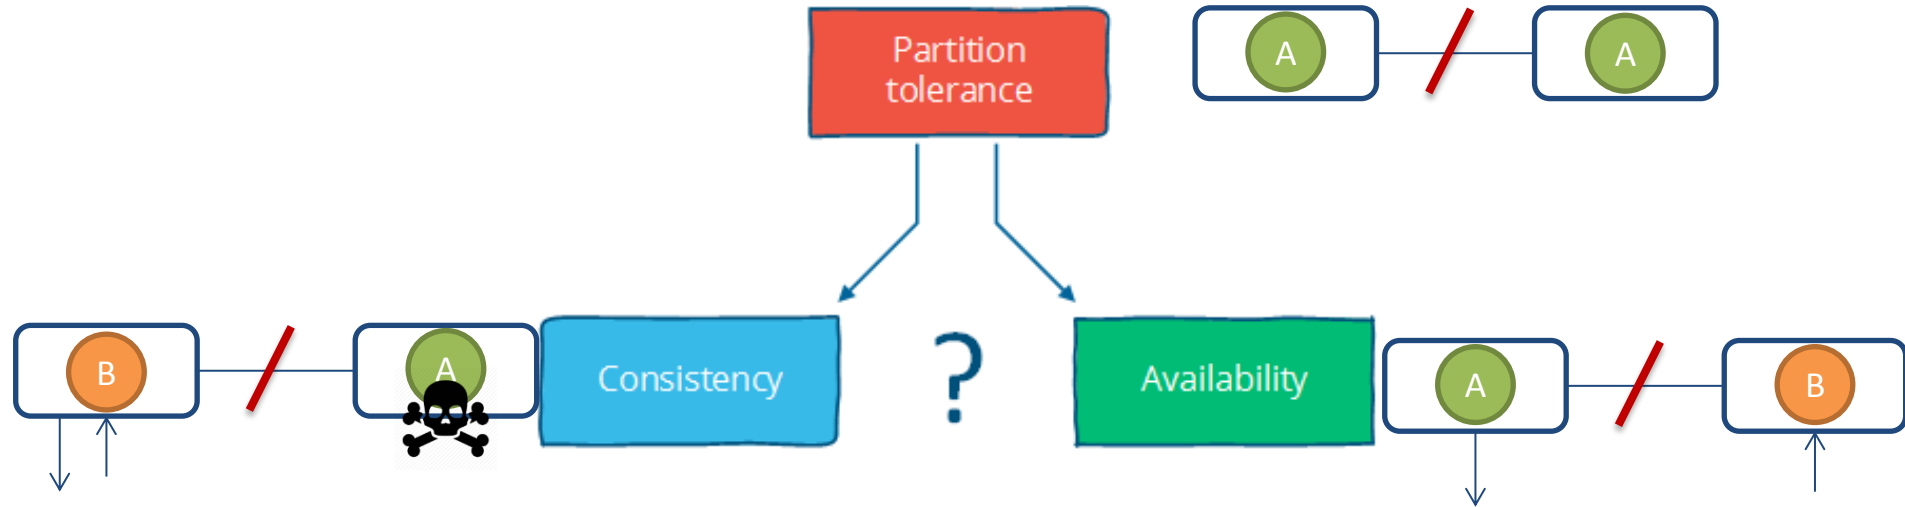 Partition
tolerance
A
A
B
A
Consistency
?
Availability
A
B